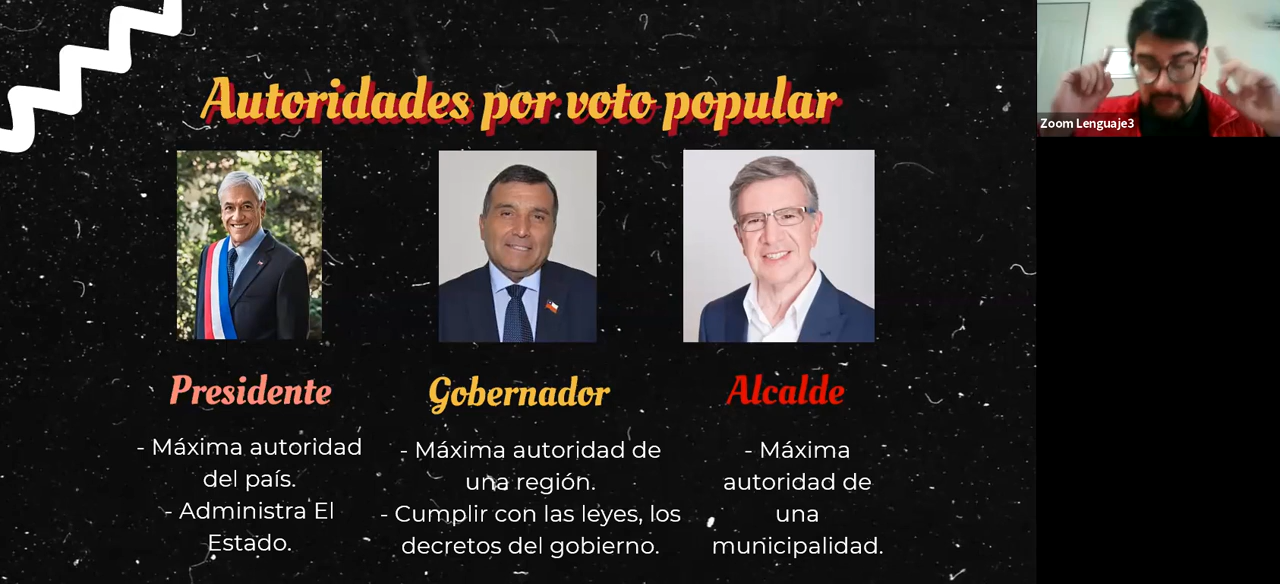 Autoridades por voto popular
Zoom Lenguaje3
Presidente
- Máxima autoridad
del país.
- Administra El
Estado.
Gobernador
- Máxima autoridad de
una región.
- Cumplir con las leyes, los
decretos del gobierno.
Alcalde
- Máxima
autoridad de
una
municipalidad.